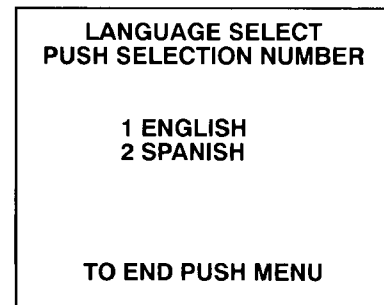 LANGUAGE SELECT
PUSH SELECTION NUMBER
1 ENGLISH
2 SPANISH
TO END PUSH MENU